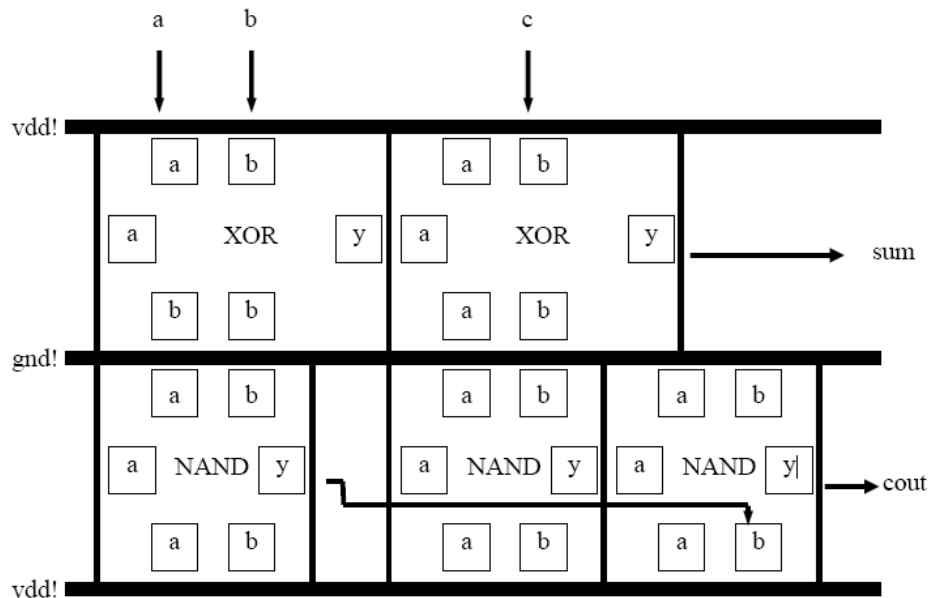 a b c
vdd!
a b a b
a XOR y a XOR y
sum
b b a b
gnd!
a b a b a b
a NAND y a NAND y a NAND y
cout
a b a b a b
vdd!